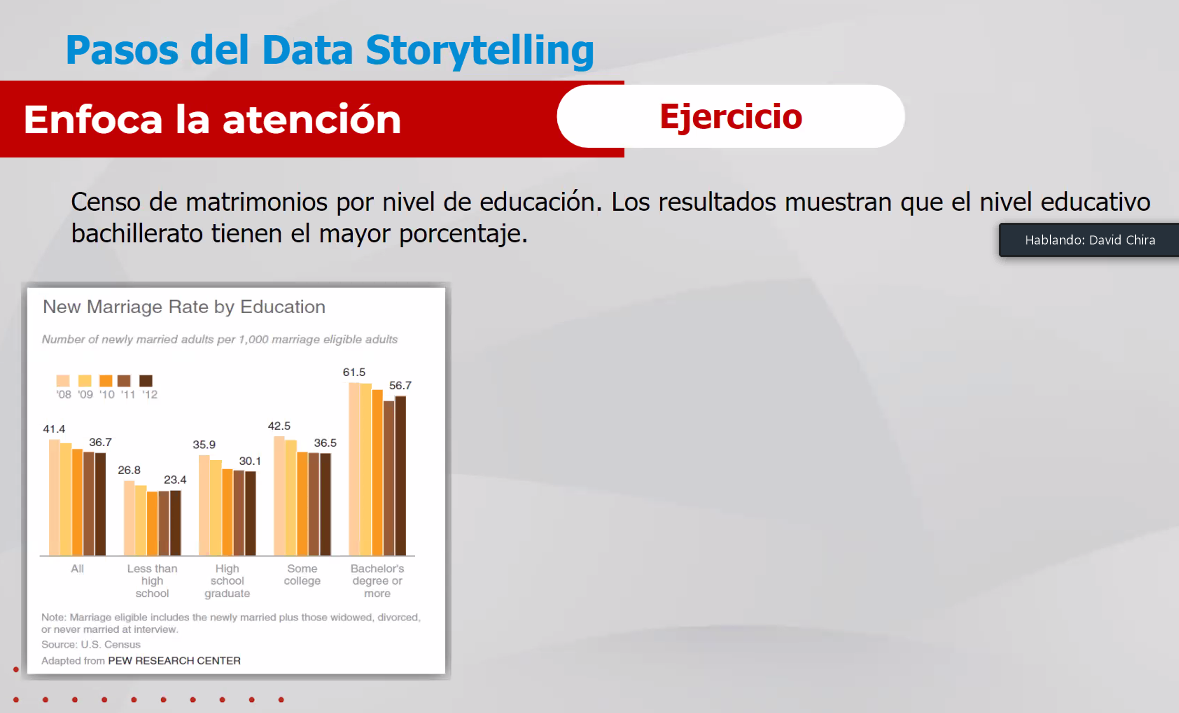 Pasos del Data Storytelling
Enfoca la atención
Ejercicio
Censo de matrimonios por nivel de educación. Los resultados muestran que el nivel educativo
bachillerato tienen el mayor porcentaje.
Hablando: David Chira
New Marriage Rate by Education
Number of newly married adults per 1,000 marriage eligible adults
'08 '09 '10 '11 '12
41.4 36.7
26.8 23.4
35.9 30.1
42.5 36.5
61.5 56.7
All
Less than
high
school
High
school
graduate
Some
college
Bachelor's
degree or
more
Note: Marriage eligible includes the newly married plus those widowed, divorced,
or never married at interview.
Source: U.S. Census
Adapted from PEW RESEARCH CENTER